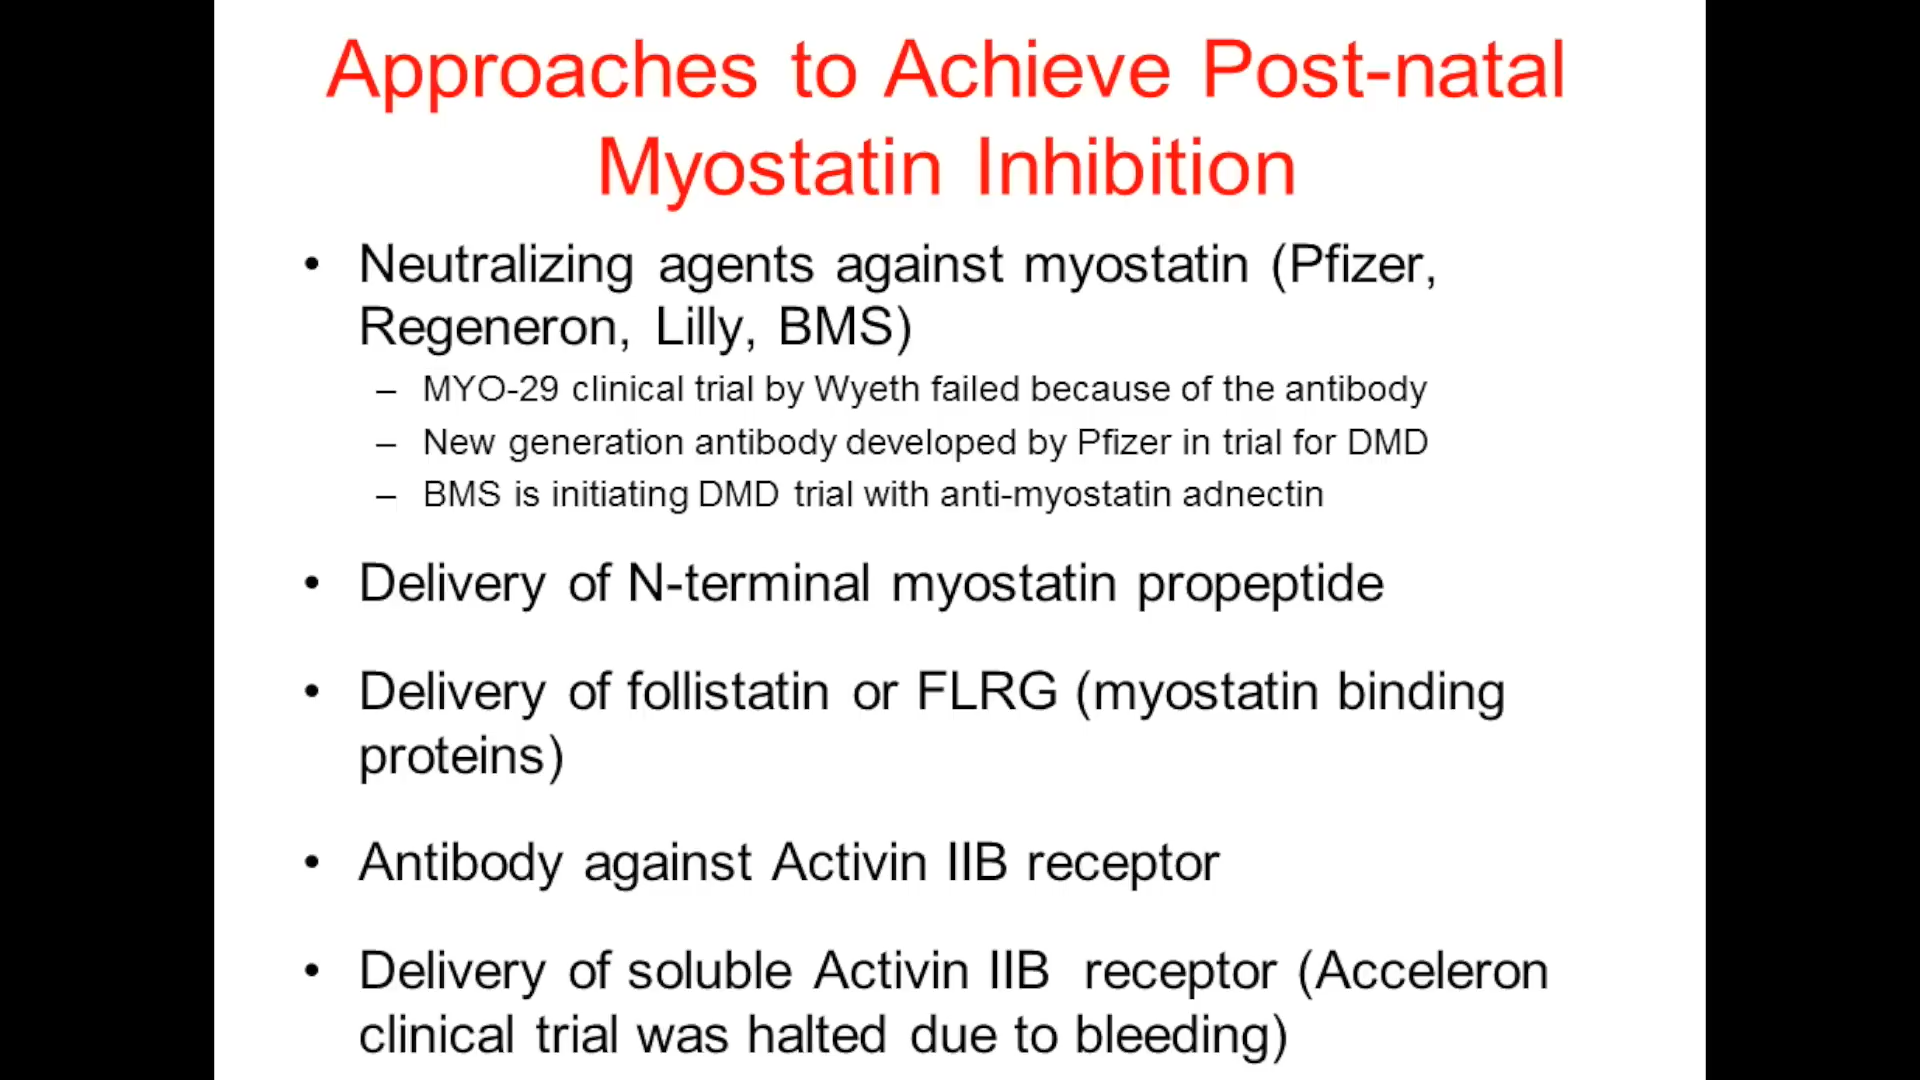 Approaches to Achieve Post-natal
Myostatin Inhibition
• Neutralizing agents against myostatin (Pfizer,
Regeneron, Lilly, BMS)
– MYO-29 clinical trial by Wyeth failed because of the antibody
– New generation antibody developed by Pfizer in trial for DMD
– BMS is initiating DMD trial with anti-myostatin adnectin
• Delivery of N-terminal myostatin propeptide
• Delivery of follistatin or FLRG (myostatin binding
proteins)
• Antibody against Activin IIB receptor
• Delivery of soluble Activin IIB receptor (Acceleron
clinical trial was halted due to bleeding)